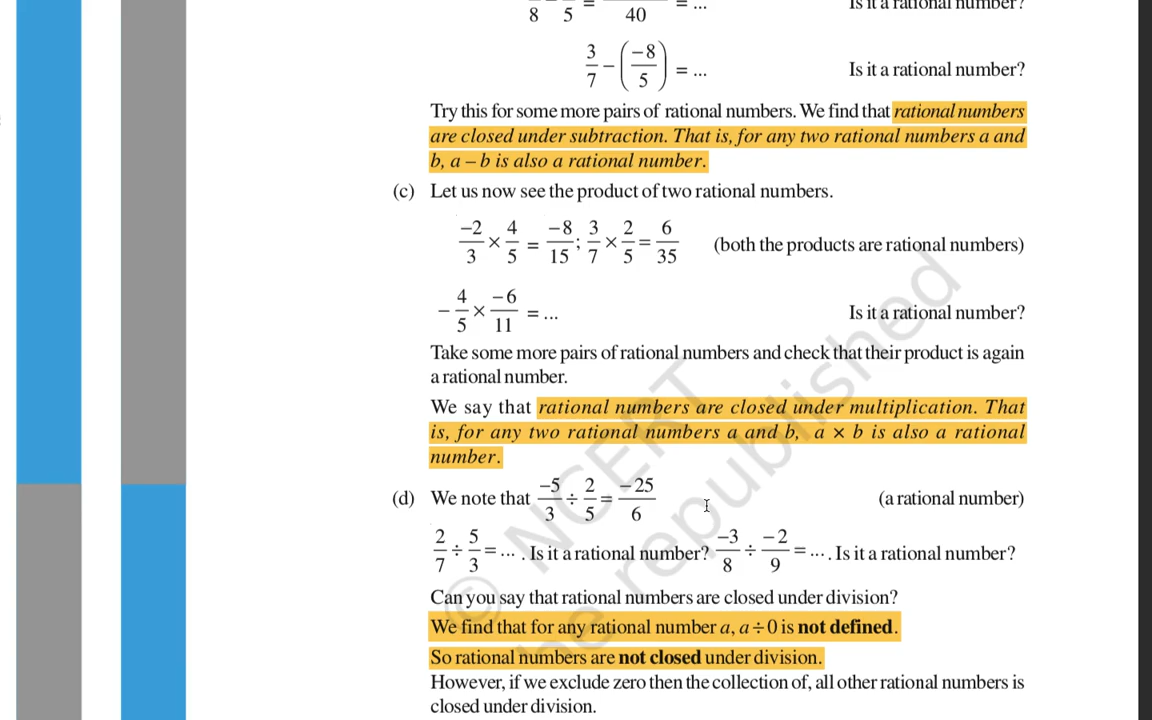 8 5 = 40 = ... Is it a rational number?
3/7 − (−8/5) = ... Is it a rational number?
Try this for some more pairs of rational numbers. We find that rational numbers
are closed under subtraction. That is, for any two rational numbers a and
b, a – b is also a rational number.
(c) Let us now see the product of two rational numbers.
−2/3 × 4/5 = −8/15; 3/7 × 2/5 = 6/35 (both the products are rational numbers)
−4/5 × −6/11 = ... Is it a rational number?
Take some more pairs of rational numbers and check that their product is again
a rational number.
We say that rational numbers are closed under multiplication. That
is, for any two rational numbers a and b, a × b is also a rational
number.
(d) We note that −5/3 ÷ 2/5 = −25/6 (a rational number)
2/7 ÷ 5/3 = ... . Is it a rational number? −3/8 ÷ −2/9 = ... . Is it a rational number?
Can you say that rational numbers are closed under division?
We find that for any rational number a, a ÷ 0 is not defined.
So rational numbers are not closed under division.
However, if we exclude zero then the collection of, all other rational numbers is
closed under division.
© NCERT
be republished